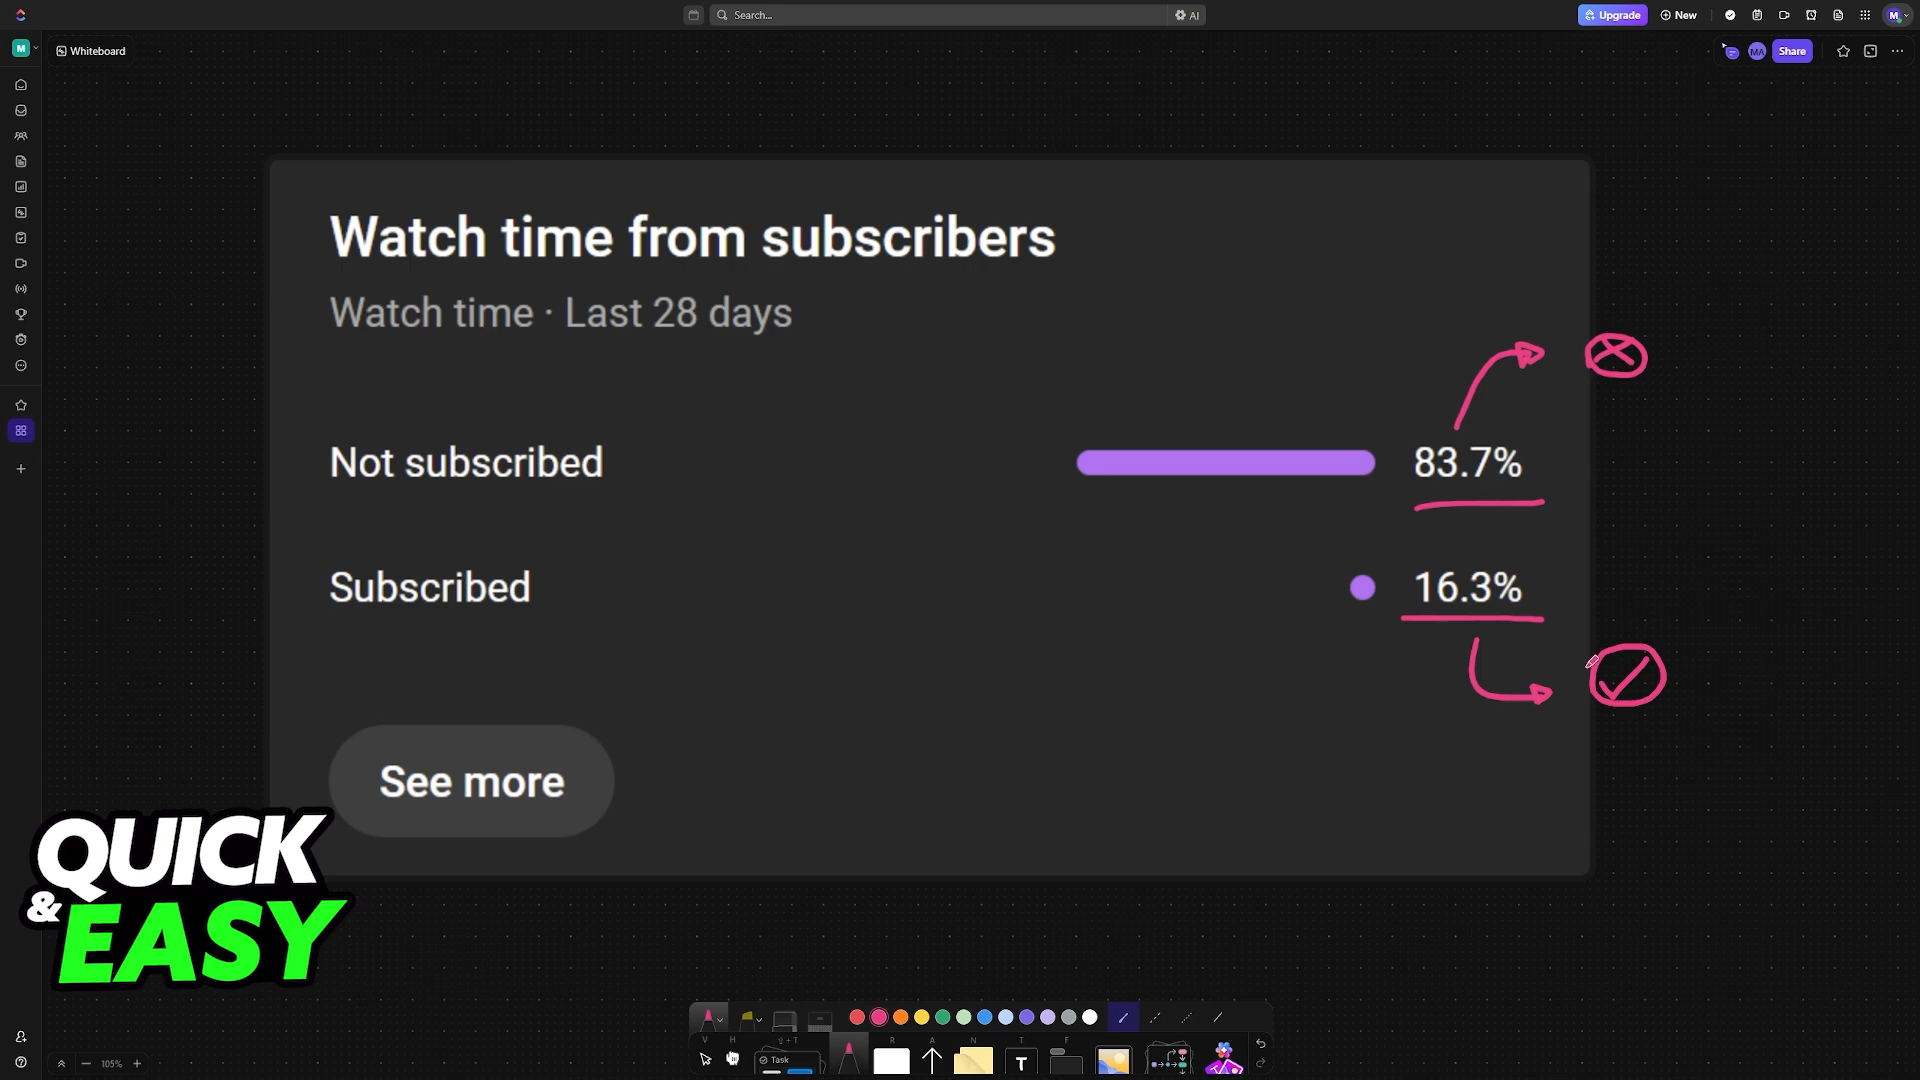 Search...
AI
Upgrade
New
M
M
Whiteboard
MA
Share
Watch time from subscribers
Watch time · Last 28 days
Not subscribed
83.7%
Subscribed
16.3%
See more
QUICK
&EASY
V
H
⇧+T
R
A
N
T
F
Task
T
105%